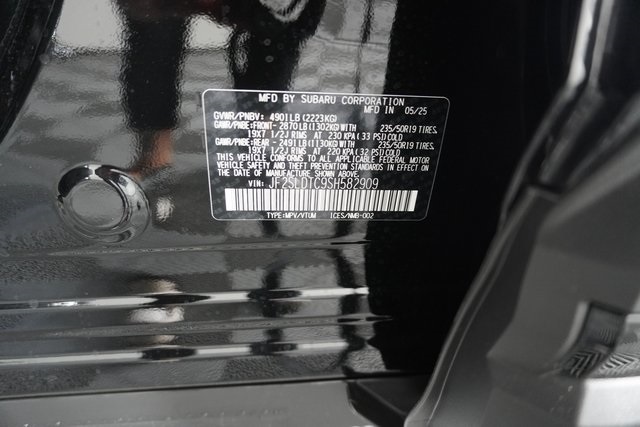 MFD BY SUBARU CORPORATION 05/25
GVWR/PNBV: 4901LB(2223KG)
GAWR/PNBE:FRONT- 2870LB(1302KG)WITH 235/50R19 TIRES,
19X7 1/2J RIMS AT 230 KPA(33 PSI)COLD
GAWR/PNBE:REAR - 2491LB(1130KG)WITH 235/50R19 TIRES,
19X7 1/2J RIMS AT 220 KPA(32 PSI)COLD
THIS VEHICLE CONFORMS TO ALL APPLICABLE FEDERAL MOTOR
VEHICLE SAFETY AND THEFT PREVENTION STANDARDS IN EFFECT ON
THE DATE OF MANUFACTURE SHOWN ABOVE.
VIN: JF2SLDTC9SH582909
TYPE:MPV/VTUM ICES/NMB-002